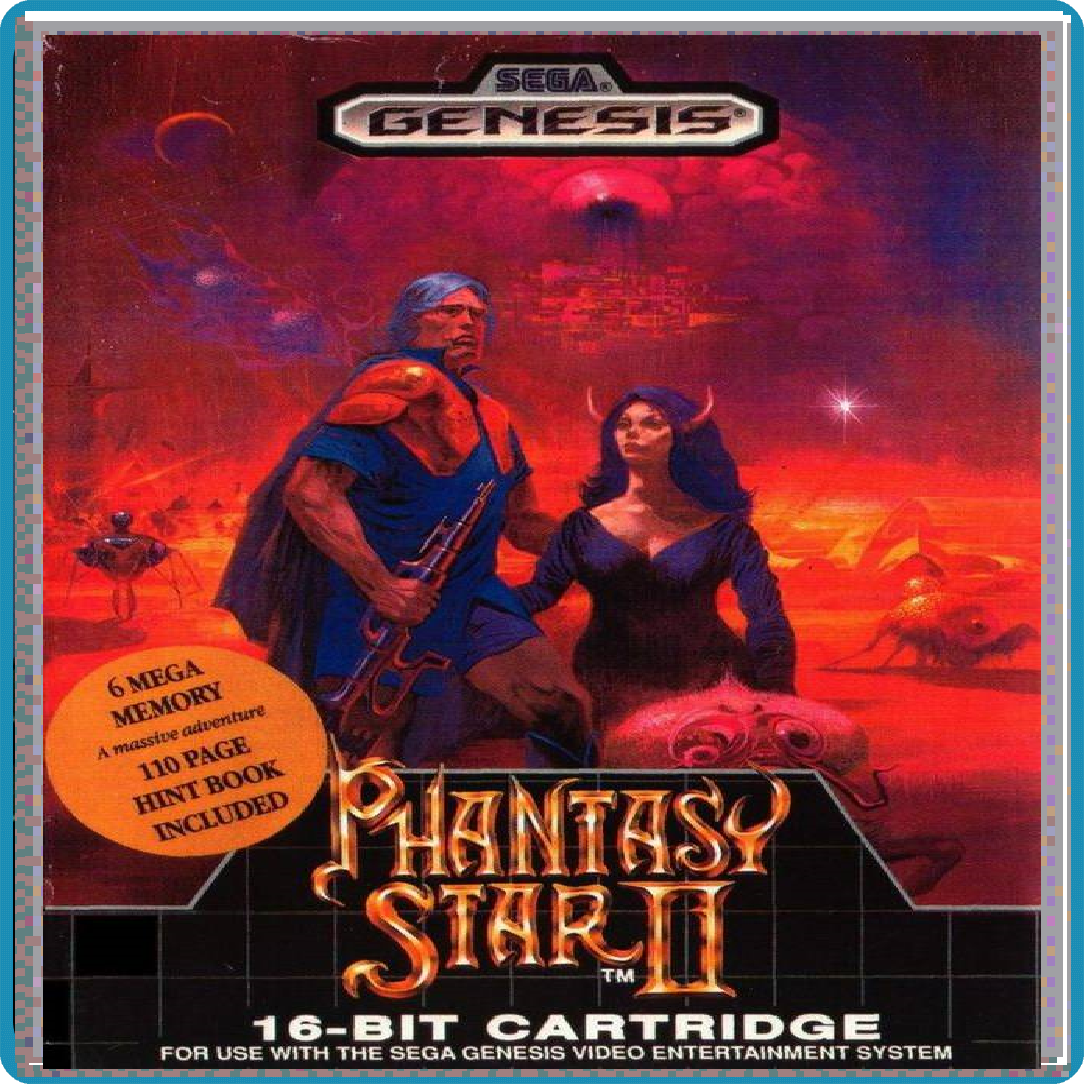 SEGA®
GENESIS®
6 MEGA
MEMORY
A massive adventure
110 PAGE
HINT BOOK
INCLUDED
PHANTASY
STAR II
TM
16-BIT CARTRIDGE
FOR USE WITH THE SEGA GENESIS VIDEO ENTERTAINMENT SYSTEM